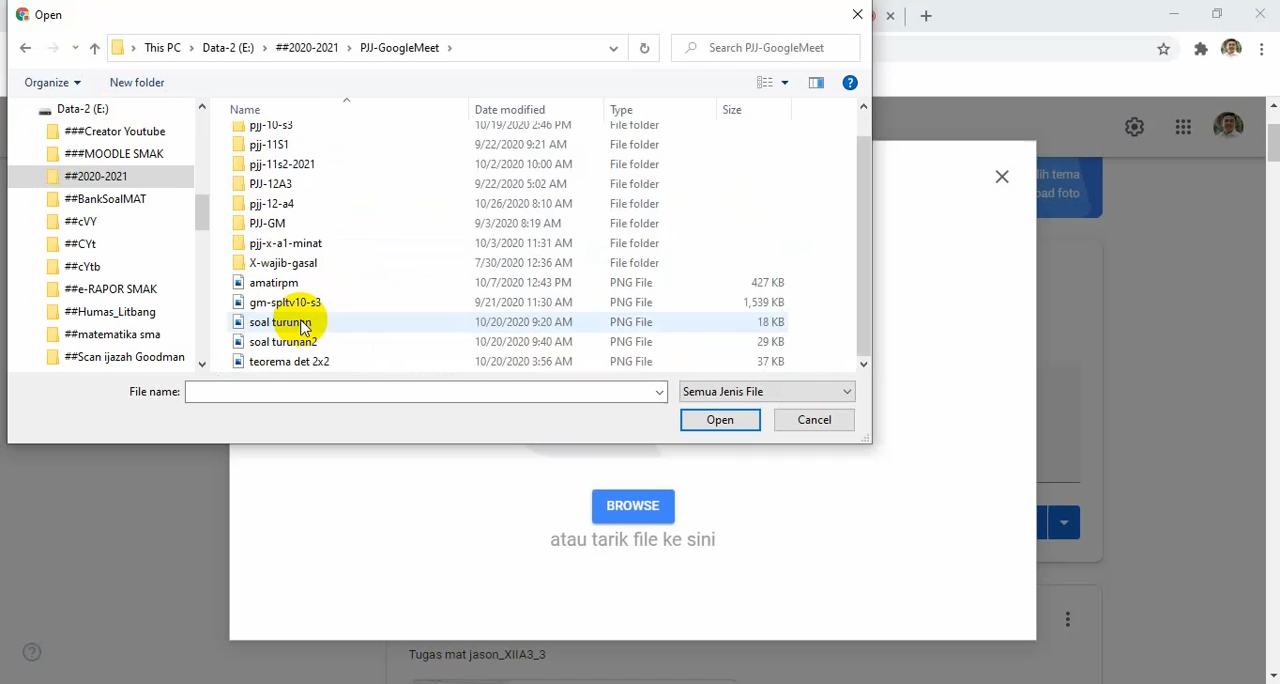 Open
This PC > Data-2 (E:) > ##2020-2021 > PJJ-GoogleMeet >
Search PJJ-GoogleMeet
Organize New folder
Data-2 (E:)
###Creator Youtube
###MOODLE SMAK
##2020-2021
##BankSoalMAT
##cVY
##CYt
##cYtb
##e-RAPOR SMAK
##Humas_Litbang
##matematika sma
##Scan ijazah Goodman
Name Date modified Type Size
pjj-10-s3 10/19/2020 2:46 PM File folder
pjj-11S1 9/22/2020 9:21 AM File folder
pjj-11s2-2021 10/2/2020 10:00 AM File folder
PJJ-12A3 9/22/2020 5:02 AM File folder
pjj-12-a4 10/26/2020 8:10 AM File folder
PJJ-GM 9/3/2020 8:19 AM File folder
pjj-x-a1-minat 10/3/2020 11:31 AM File folder
X-wajib-gasal 7/30/2020 12:36 AM File folder
amatirpm 10/7/2020 12:43 PM PNG File 427 KB
gm-spltv10-s3 9/21/2020 11:30 AM PNG File 1,539 KB
soal turunan 10/20/2020 9:20 AM PNG File 18 KB
soal turunan2 10/20/2020 9:40 AM PNG File 29 KB
teorema det 2x2 10/20/2020 3:56 AM PNG File 37 KB
File name: Semua Jenis File
Open Cancel
lih tema
oad foto
BROWSE
atau tarik file ke sini
Tugas mat jason_XIIA3_3